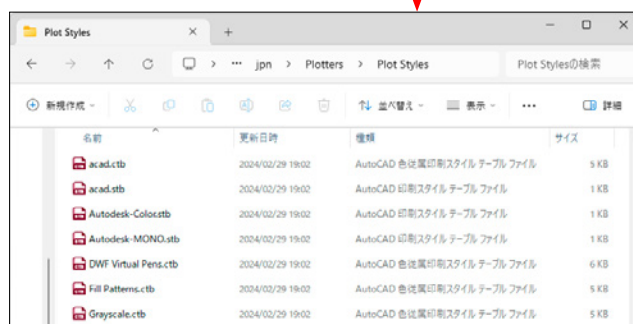 Plot Styles
jpn > Plotters > Plot Styles Plot Stylesの検索
新規作成 並べ替え 表示 ... 詳細
名前 更新日時 種類 サイズ
acad.ctb 2024/02/29 19:02 AutoCAD 色従属印刷スタイル テーブル ファイル 5 KB
acad.stb 2024/02/29 19:02 AutoCAD 印刷スタイル テーブル ファイル 1 KB
Autodesk-Color.stb 2024/02/29 19:02 AutoCAD 印刷スタイル テーブル ファイル 1 KB
Autodesk-MONO.stb 2024/02/29 19:02 AutoCAD 印刷スタイル テーブル ファイル 1 KB
DWF Virtual Pens.ctb 2024/02/29 19:02 AutoCAD 色従属印刷スタイル テーブル ファイル 6 KB
Fill Patterns.ctb 2024/02/29 19:02 AutoCAD 色従属印刷スタイル テーブル ファイル 5 KB
Grayscale.ctb 2024/02/29 19:02 AutoCAD 色従属印刷スタイル テーブル ファイル 5 KB